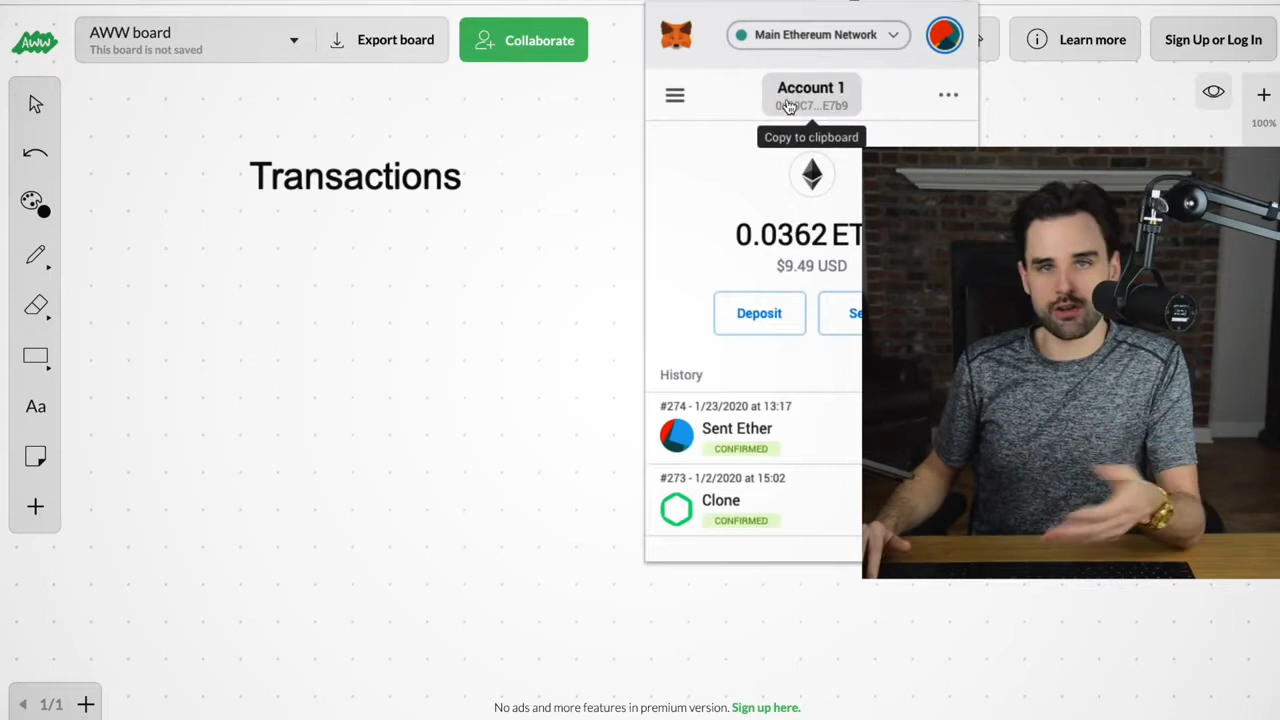 AWW
AWW board
This board is not saved
Export board
Collaborate
Main Ethereum Network
Learn more
Sign Up or Log In
Account 1
C7...E7b9
Copy to clipboard
100%
Transactions
0.0362 ET
$9.49 USD
Deposit
Se
History
#274 - 1/23/2020 at 13:17
Sent Ether
CONFIRMED
#273 - 1/2/2020 at 15:02
Clone
CONFIRMED
Aa
1/1
No ads and more features in premium version. Sign up here.